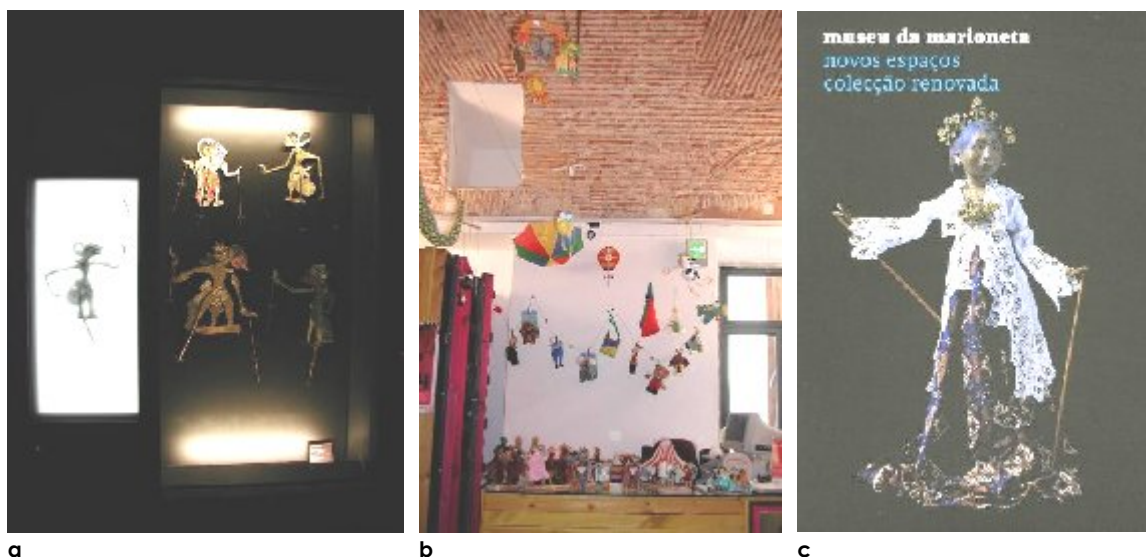 museu da marioneta
novos espaços
colecção renovada
a
b
c